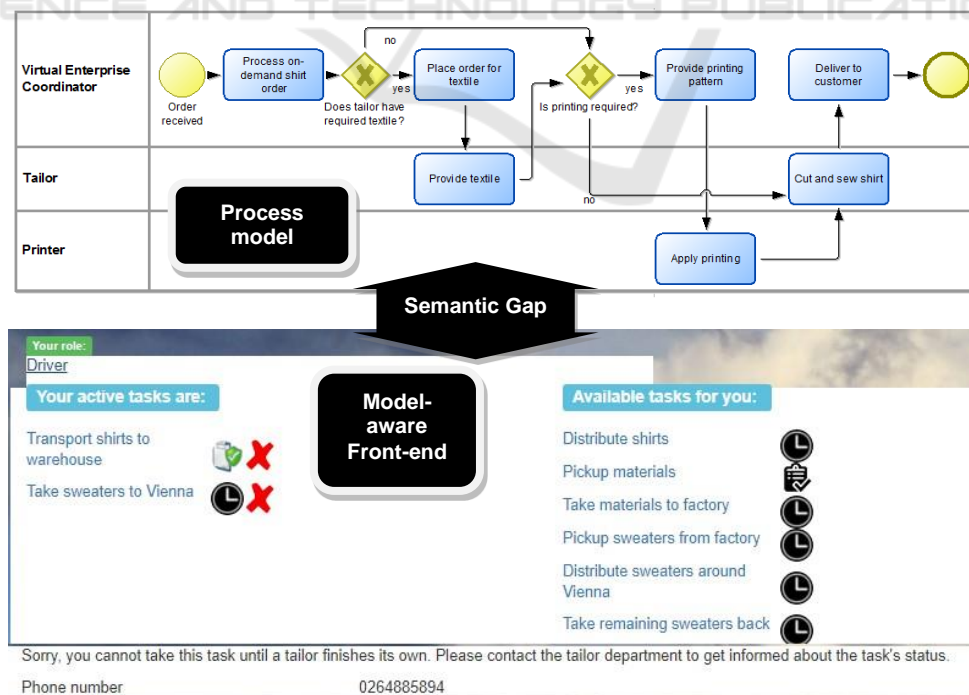 ENCE AND TECHNOLOGY PUBLICATIO
no
Virtual Enterprise
Coordinator
Order
received
Process on-
demand shirt
order
Does tailor have
required textile?
yes
Place order for
textile
Is printing required?
yes
Provide printing
pattern
Deliver to
customer
Tailor
Provide textile
no
Cut and sew shirt
Process
model
Printer
Apply printing
Semantic Gap
Your role:
Driver
Your active tasks are:
Transport shirts to
warehouse
Take sweaters to Vienna
Model-
aware
Front-end
Available tasks for you:
Distribute shirts
Pickup materials
Take materials to factory
Pickup sweaters from factory
Distribute sweaters around
Vienna
Take remaining sweaters back
Sorry, you cannot take this task until a tailor finishes its own. Please contact the tailor department to get informed about the task's status.
Phone number 0264885894